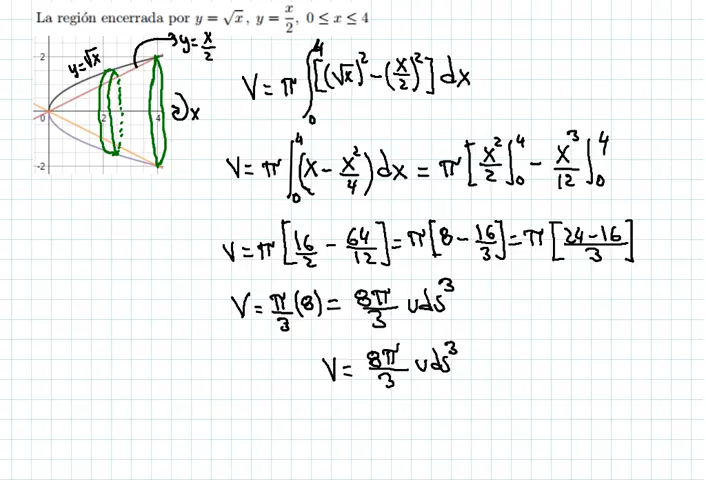 La región encerrada por y = √x, y = x/2, 0 ≤ x ≤ 4
y=√x
y=x/2
2
0
2
4
-2
x
V = π ∫₀⁴ [(√x)² - (x/2)²] dx
V = π ∫₀⁴ (x - x²/4) dx = π [x²/2 ]₀⁴ - x³/12 ]₀⁴
V = π [16/2 - 64/12] = π [8 - 16/3] = π [24-16/3]
V = π/3 (8) = 8π/3 uds³
V = 8π/3 uds³